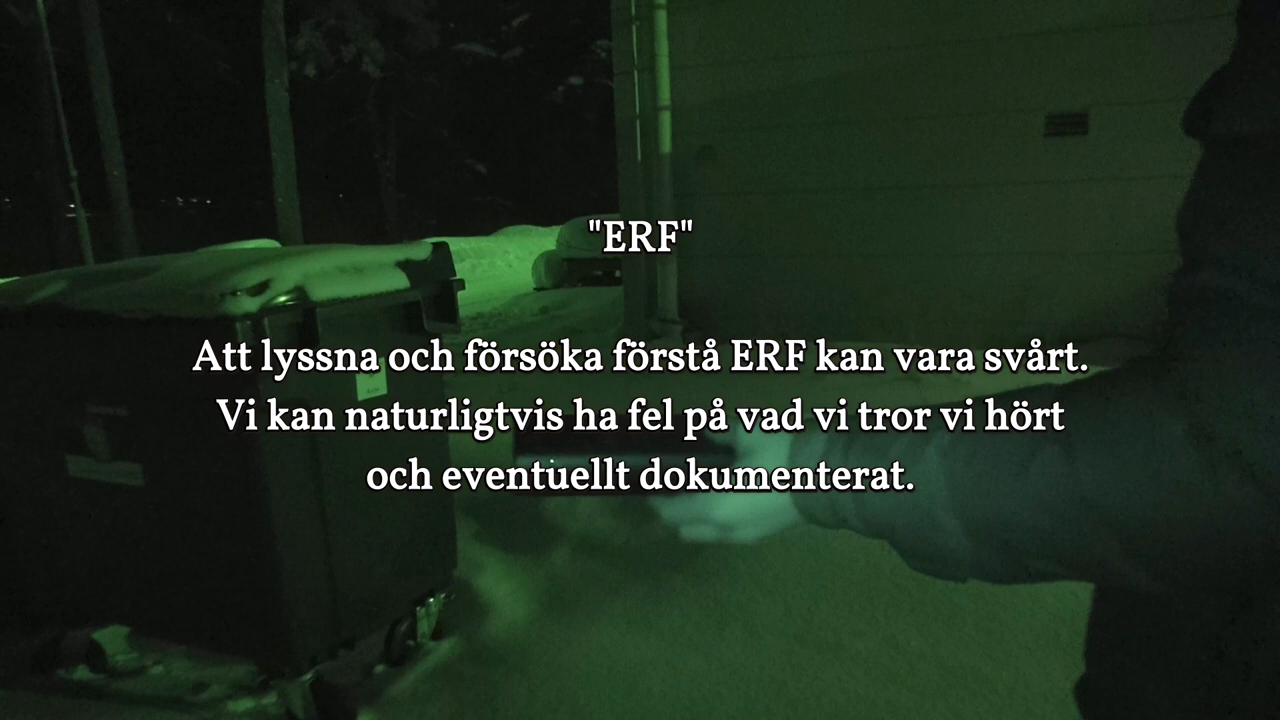 "ERF"
Att lyssna och försöka förstå ERF kan vara svårt.
Vi kan naturligtvis ha fel på vad vi tror vi hört
och eventuellt dokumenterat.